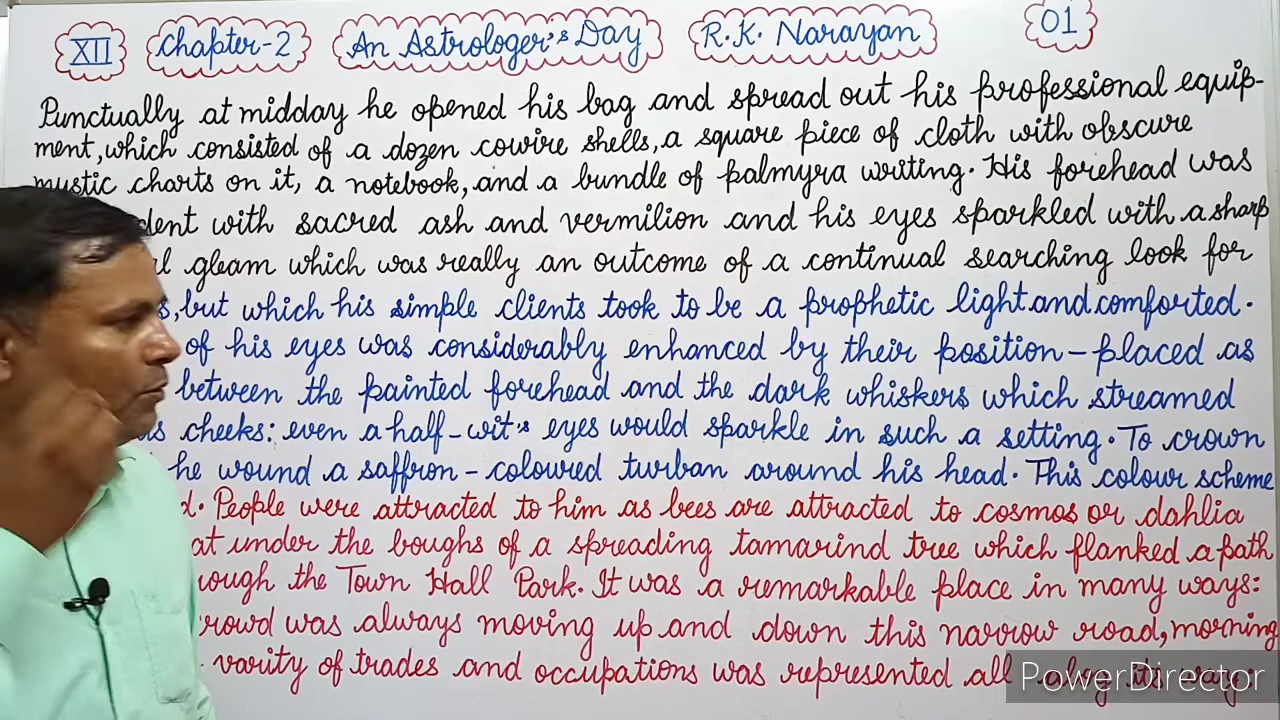 XII chapter-2 An Astrologer's Day R.K. Narayan 01
Punctually at midday he opened his bag and spread out his professional equip-
ment, which consisted of a dozen cowire shells, a square piece of cloth with obscure
mystic charts on it, a notebook, and a bundle of palmyra writing. His forehead was
dent with sacred ash and vermilion and his eyes sparkled with a sharp
al gleam which was really an outcome of a continual searching look for
s, but which his simple clients took to be a prophetic light and comforted.
of his eyes was considerably enhanced by their position - placed as
between the painted forehead and the dark whiskers which streamed
is cheeks: even a half-wit's eyes would sparkle in such a setting. To crown
he wound a saffron-coloured turban around his head. This colour scheme
d. People were attracted to him as bees are attracted to cosmos or dahlia
at under the boughs of a spreading tamarind tree which flanked a path
rough the Town Hall Park. It was a remarkable place in many ways:
crowd was always moving up and down this narrow road, morning
varity of trades and occupations was represented all along its way
PowerDirector